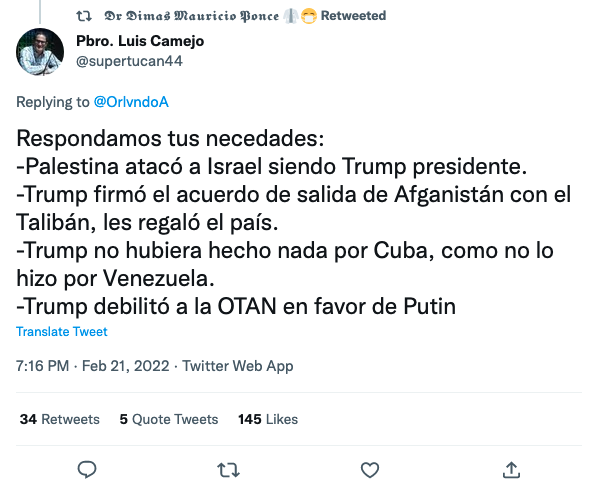 𝕯𝖗 𝕯𝖎𝖒𝖆𝖘 𝕸𝖆𝖚𝖗𝖎𝖈𝖎𝖔 𝕻𝖔𝖓𝖈𝖊 🥼😷 Retweeted
Pbro. Luis Camejo
@supertucan44
Replying to @OrlvndoA
Respondamos tus necedades:
-Palestina atacó a Israel siendo Trump presidente.
-Trump firmó el acuerdo de salida de Afganistán con el
Talibán, les regaló el país.
-Trump no hubiera hecho nada por Cuba, como no lo
hizo por Venezuela.
-Trump debilitó a la OTAN en favor de Putin
Translate Tweet
7:16 PM · Feb 21, 2022 · Twitter Web App
34 Retweets 5 Quote Tweets 145 Likes